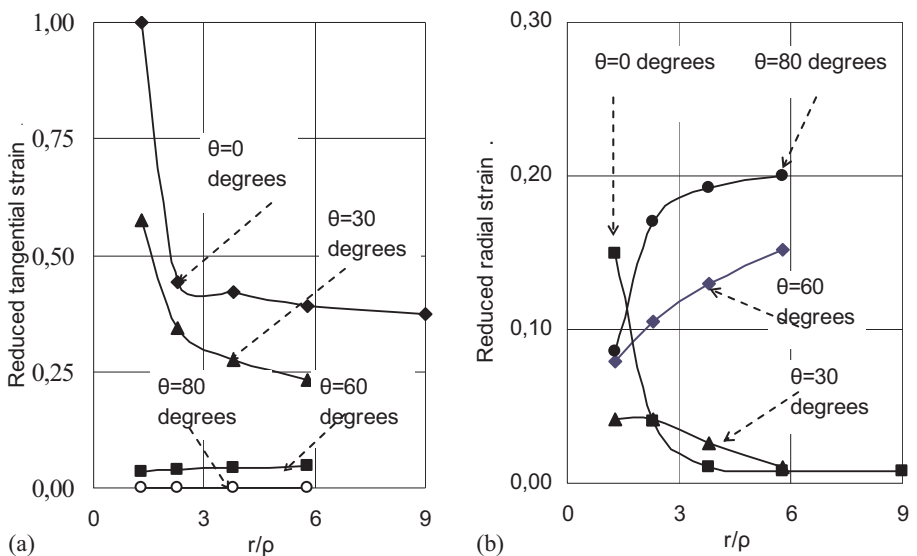 1,00
0,75
0,50
0,25
0,00
Reduced tangential strain .
θ=0
degrees
θ=30
degrees
θ=80
degrees
θ=60
degrees
0
3
6
9
r/ρ
(a)
0,30
0,20
0,10
0,00
Reduced radial strain .
θ=0 degrees
θ=80 degrees
θ=60
degrees
θ=30
degrees
0
3
6
9
r/ρ
(b)